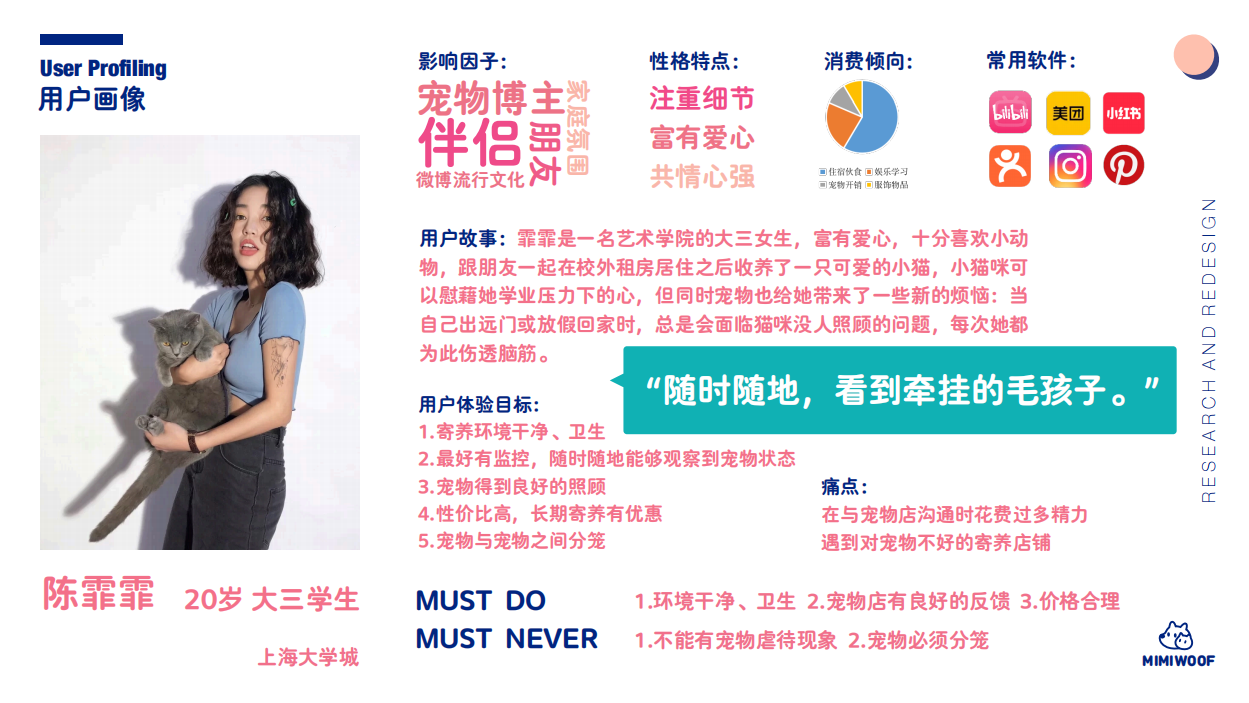 User Profiling
用户画像
影响因子：
宠物博主
家庭氛围
伴侣
朋友
微博流行文化
性格特点：
注重细节
富有爱心
共情心强
消费倾向：
住宿伙食 娱乐学习
宠物开销 服饰物品
常用软件：
bilibili
美团
小红书
用户故事：霏霏是一名艺术学院的大三女生，富有爱心，十分喜欢小动
物，跟朋友一起在校外租房居住之后收养了一只可爱的小猫，小猫咪可
以慰藉她学业压力下的心，但同时宠物也给她带来了一些新的烦恼：当
自己出远门或放假回家时，总是会面临猫咪没人照顾的问题，每次她都
为此伤透脑筋。
“随时随地，看到牵挂的毛孩子。”
用户体验目标：
1.寄养环境干净、卫生
2.最好有监控，随时随地能够观察到宠物状态
3.宠物得到良好的照顾
4.性价比高，长期寄养有优惠
5.宠物与宠物之间分笼
痛点：
在与宠物店沟通时花费过多精力
遇到对宠物不好的寄养店铺
RESEARCH AND REDESIGN
陈霏霏 20岁 大三学生
上海大学城
MUST DO 1.环境干净、卫生 2.宠物店有良好的反馈 3.价格合理
MUST NEVER 1.不能有宠物虐待现象 2.宠物必须分笼
MIMIWOOF